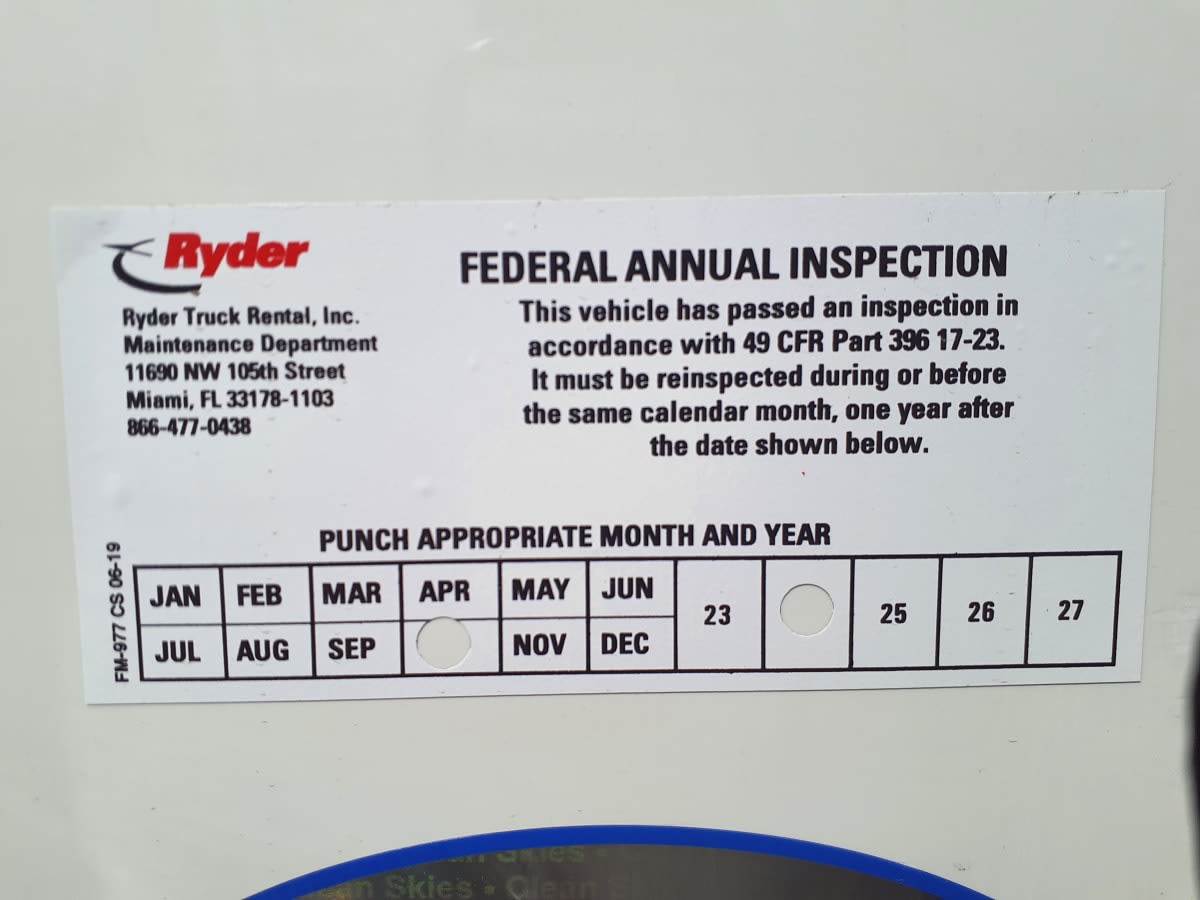 Ryder
Ryder Truck Rental, Inc.
Maintenance Department
11690 NW 105th Street
Miami, FL 33178-1103
866-477-0438
FEDERAL ANNUAL INSPECTION
This vehicle has passed an inspection in
accordance with 49 CFR Part 396 17-23.
It must be reinspected during or before
the same calendar month, one year after
the date shown below.
PUNCH APPROPRIATE MONTH AND YEAR
JAN FEB MAR APR MAY JUN
JUL AUG SEP NOV DEC
23 25 26 27
FM-977 CS 06-19
Skies
Skies • Clean